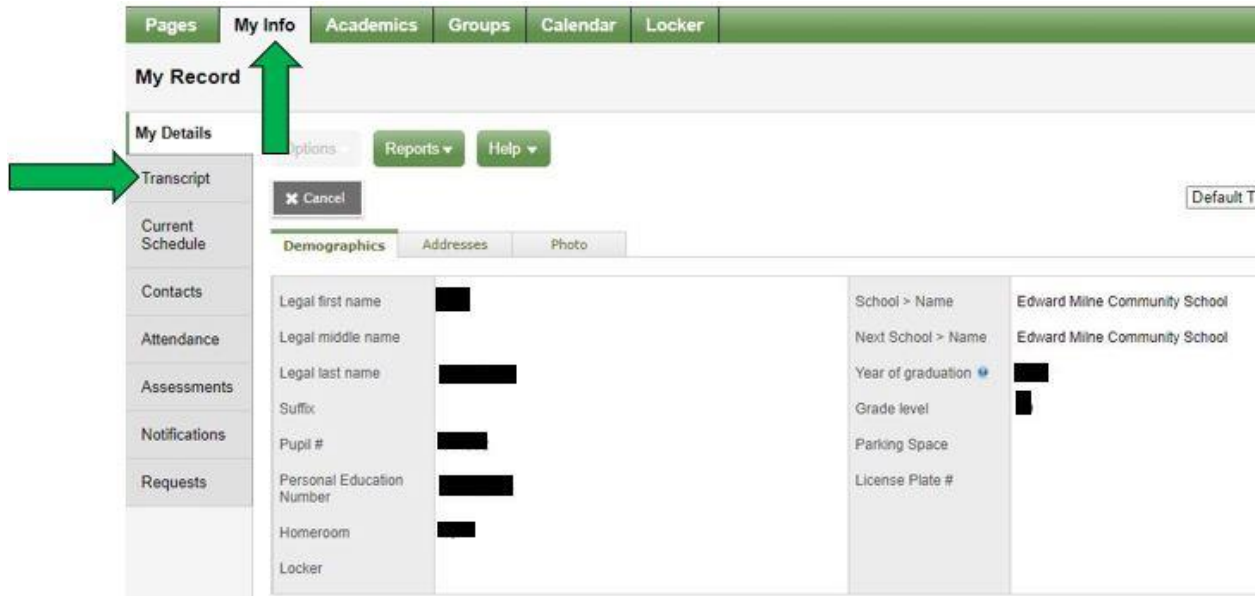 Pages My Info Academics Groups Calendar Locker
My Record
My Details
Transcript
Current
Schedule
Contacts
Attendance
Assessments
Notifications
Requests
Options Reports Help
Cancel
Default T
Demographics Addresses Photo
Legal first name
Legal middle name
Legal last name
Suffix
Pupil #
Personal Education
Number
Homeroom
Locker
School > Name Edward Milne Community School
Next School > Name Edward Milne Community School
Year of graduation
Grade level
Parking Space
License Plate #